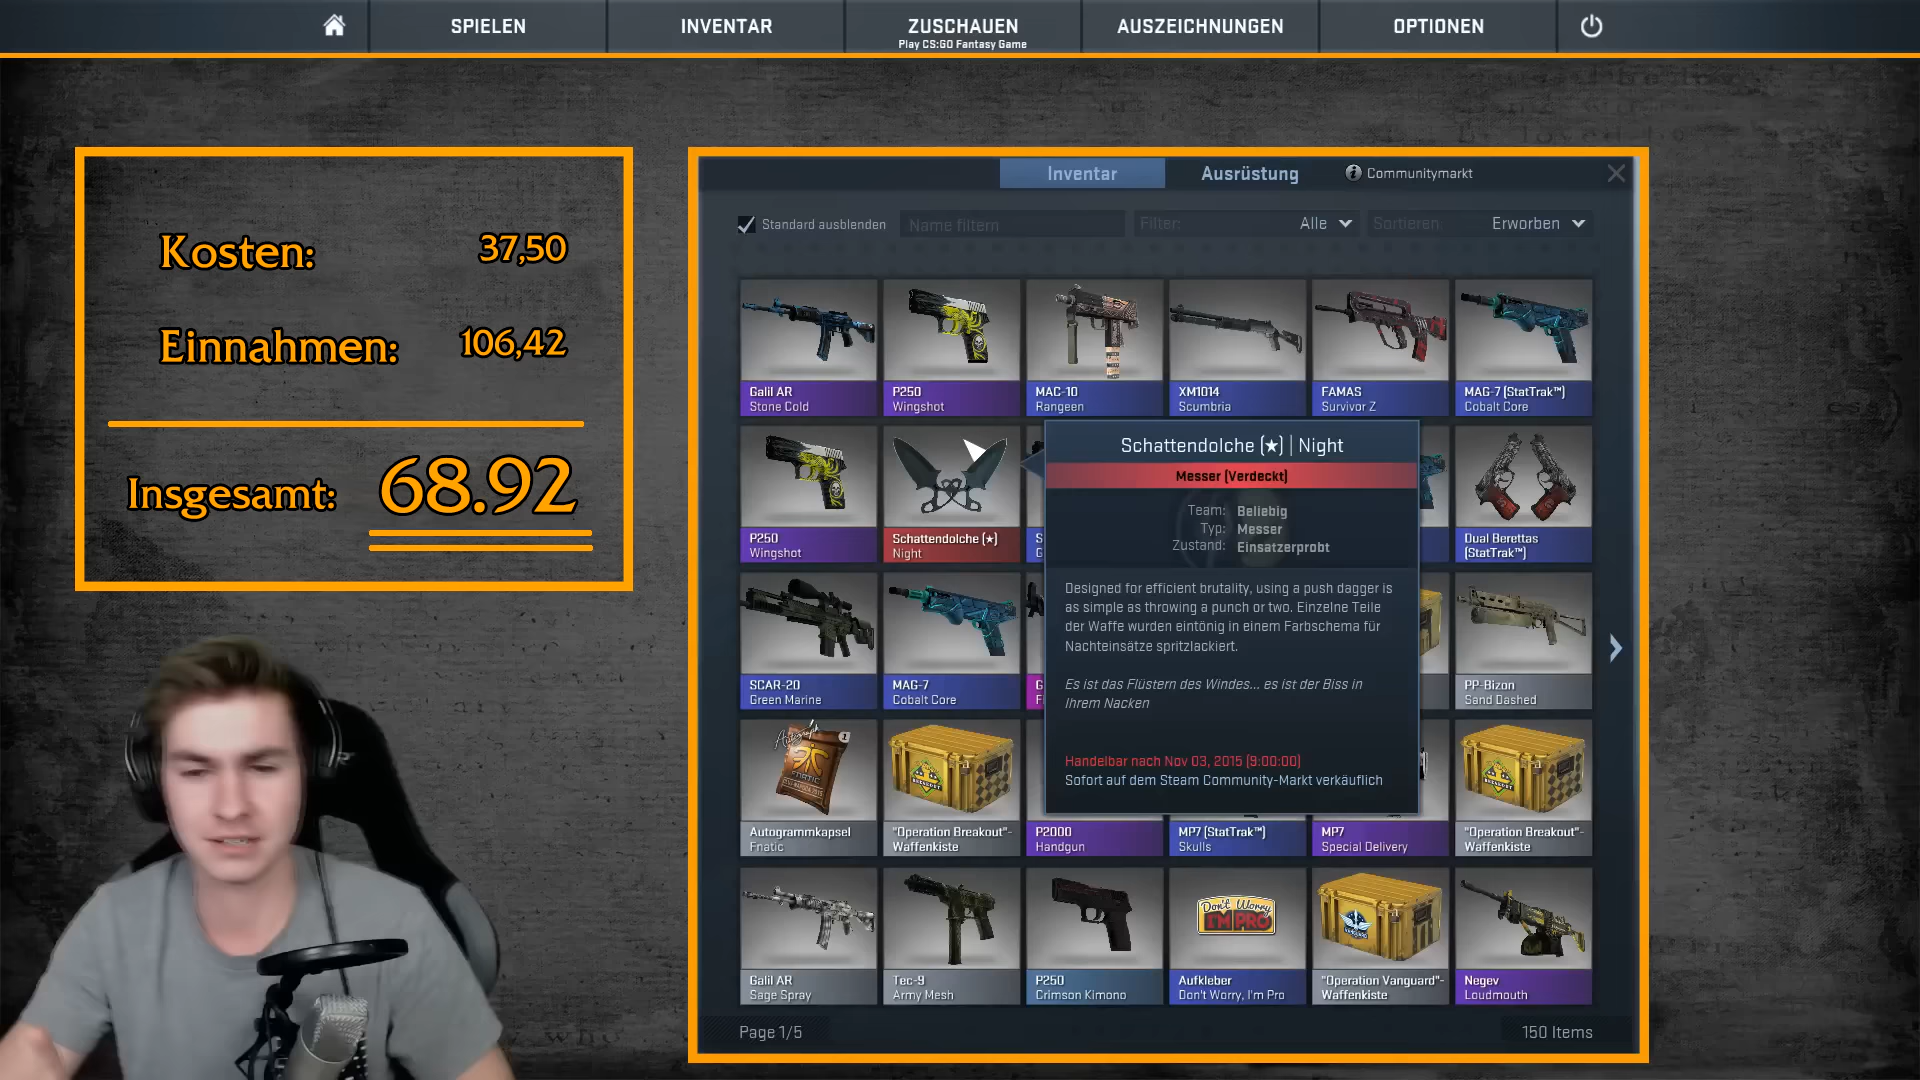 SPIELEN
INVENTAR
ZUSCHAUEN
Play CS:GO Fantasy Game
AUSZEICHNUNGEN
OPTIONEN
Kosten: 37,50
Einnahmen: 106,42
Insgesamt: 68.92
Inventar
Ausrüstung
Communitymarkt
Standard ausblenden
Name filtern
Filter:
Alle
Sortieren
Erworben
Galil AR
Stone Cold
P250
Wingshot
MAC-10
Rangeen
XM1014
Scumbria
FAMAS
Survivor Z
MAG-7 (StatTrak™)
Cobalt Core
P250
Wingshot
Schattendolche (★)
Night
Dual Berettas
(StatTrak™)
Schattendolche (★) | Night
Messer (Verdeckt)
Team: Beliebig
Typ: Messer
Zustand: Einsatzerprobt
Designed for efficient brutality, using a push dagger is
as simple as throwing a punch or two. Einzelne Teile
der Waffe wurden eintönig in einem Farbschema für
Nachteinsätze spritzlackiert.
Es ist das Flüstern des Windes... es ist der Biss in
Ihrem Nacken
Handelbar nach Nov 03, 2015 (9:00:00)
Sofort auf dem Steam Community-Markt verkäuflich
SCAR-20
Green Marine
MAG-7
Cobalt Core
PP-Bizon
Sand Dashed
Autogrammkapsel
Fnatic
"Operation Breakout"-
Waffenkiste
P2000
Handgun
MP7 (StatTrak™)
Skulls
MP7
Special Delivery
"Operation Breakout"-
Waffenkiste
Don't Worry
I'M PRO
Galil AR
Sage Spray
Tec-9
Army Mesh
P250
Crimson Kimono
Aufkleber
Don't Worry, I'm Pro
"Operation Vanguard"-
Waffenkiste
Negev
Loudmouth
Page 1/5
150 Items